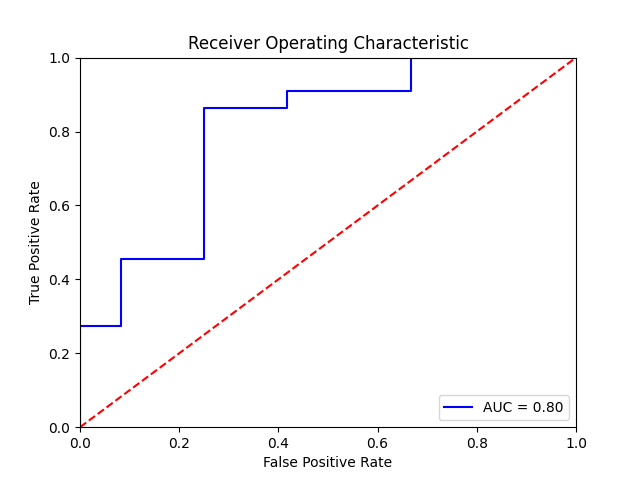 Receiver Operating Characteristic
1.0
0.8
0.6
0.4
0.2
0.0
True Positive Rate
AUC = 0.80
0.0 0.2 0.4 0.6 0.8 1.0
False Positive Rate